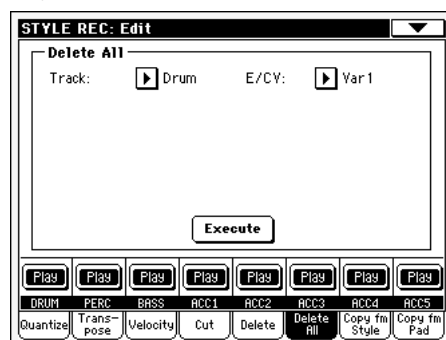 STYLE REC: Edit
Delete All
Track: Drum E/CV: Var1
Execute
Play Play Play Play Play Play Play Play
DRUM PERC BASS ACC1 ACC2 ACC3 ACC4 ACC5
Quantize Trans-pose Velocity Cut Delete Delete All Copy fm Style Copy fm Pad